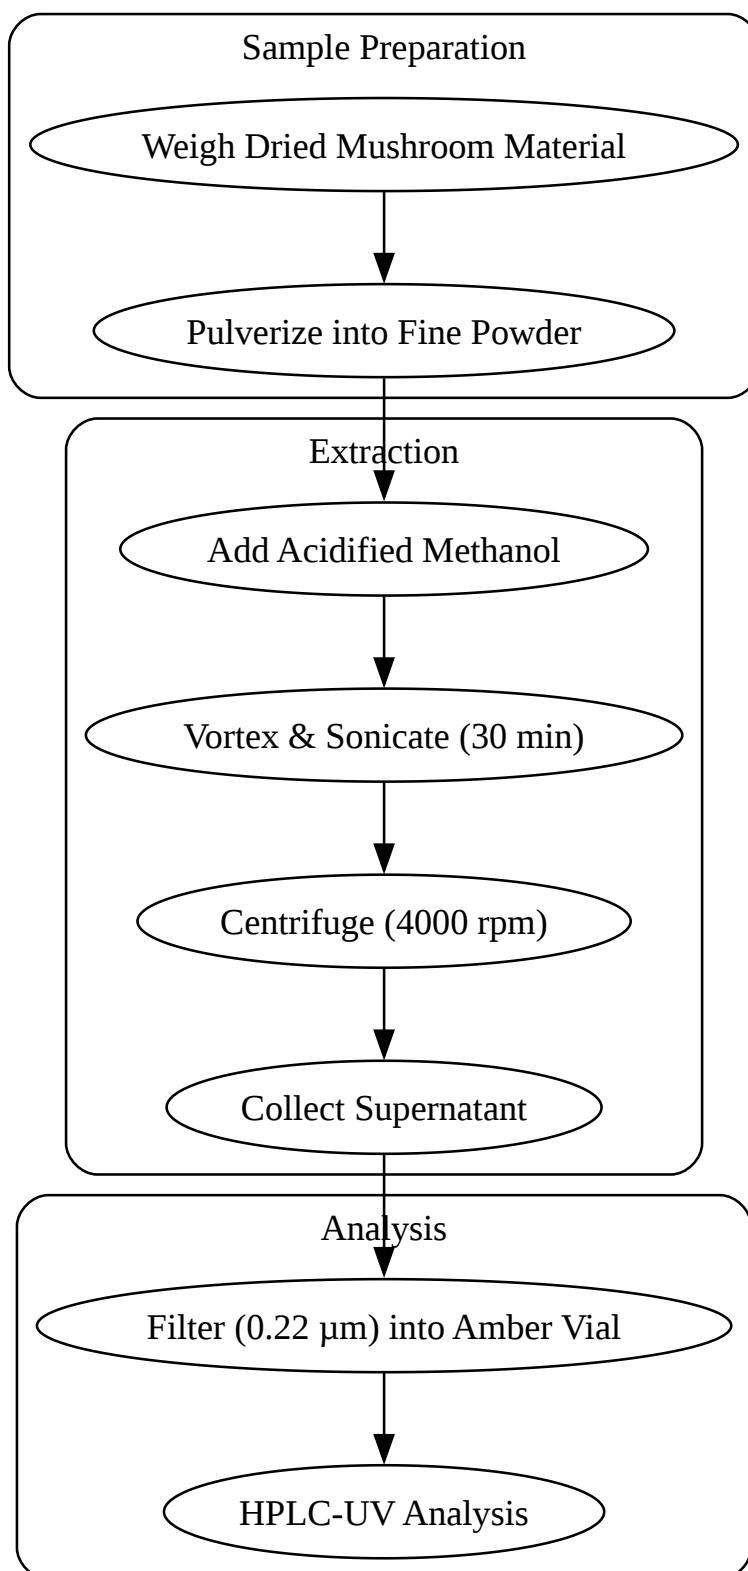 Sample Preparation
Weigh Dried Mushroom Material
Pulverize into Fine Powder
Extraction
Add Acidified Methanol
Vortex & Sonicate (30 min)
Centrifuge (4000 rpm)
Collect Supernatant
Analysis
Filter (0.22 µm) into Amber Vial
HPLC-UV Analysis